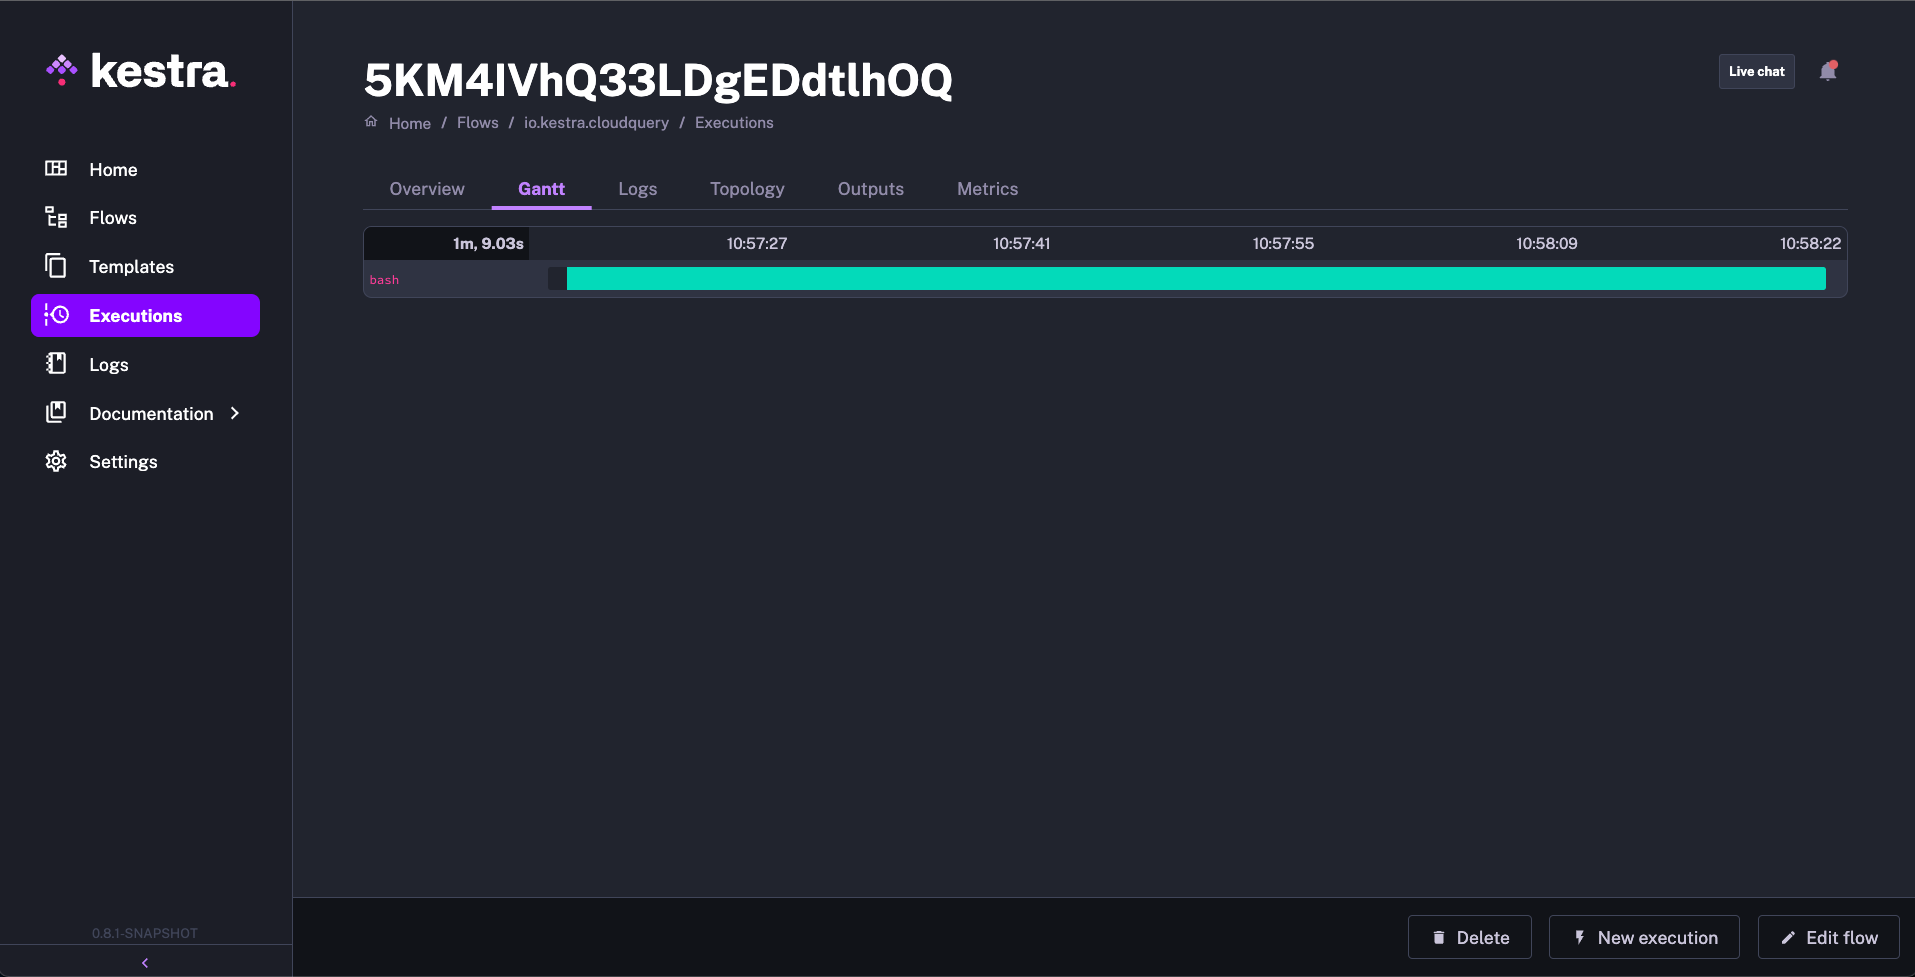 kestra.
Home
Flows
Templates
Executions
Logs
Documentation
Settings
0.8.1-SNAPSHOT
5KM4IVhQ33LDgEDdtlhOQ
Live chat
Home / Flows / io.kestra.cloudquery / Executions
Overview Gantt Logs Topology Outputs Metrics
1m, 9.03s 10:57:27 10:57:41 10:57:55 10:58:09 10:58:22
bash
Delete New execution Edit flow